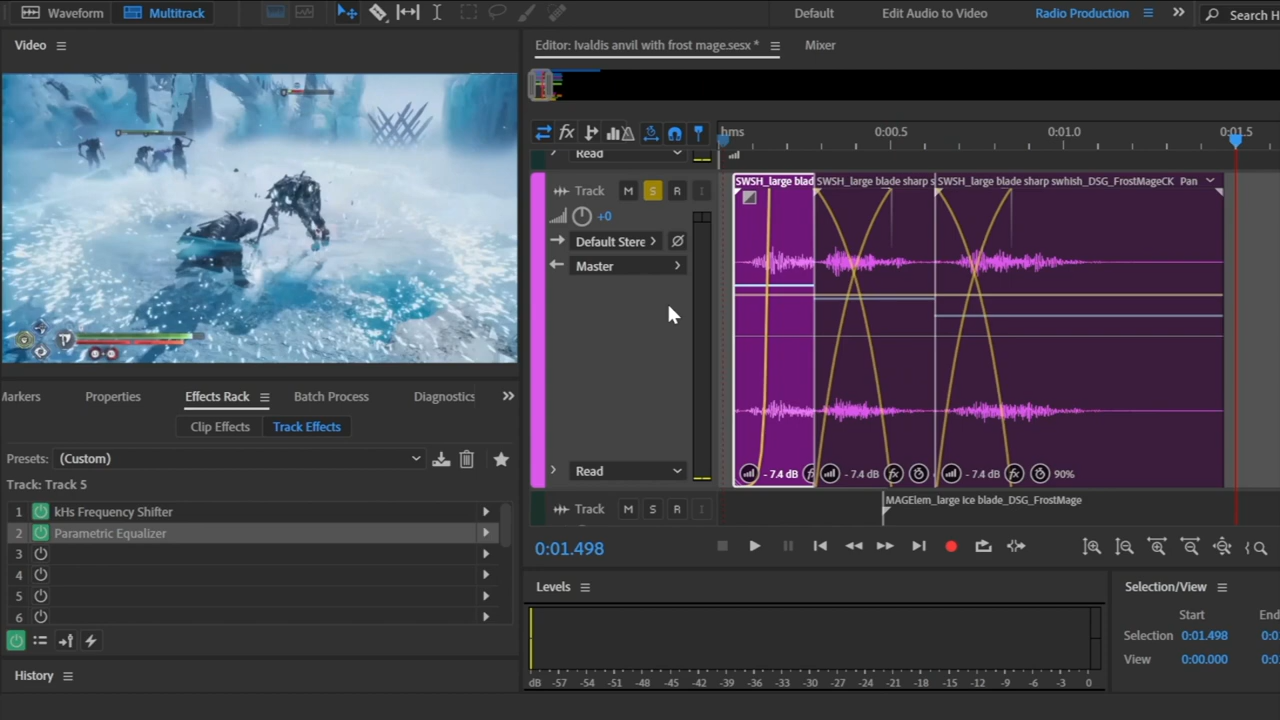 Waveform
Multitrack
Default
Edit Audio to Video
Radio Production
Search H
Video
Editor: Ivaldis anvil with frost mage.sesx *
Mixer
hms
0:00.5
0:01.0
0:01.5
Read
Track
M
S
R
I
SWSH_large blad
SWSH_large blade sharp s
SWSH_large blade sharp swhish_DSG_FrostMageCK
Pan
+0
Default Stere
Master
Markers
Properties
Effects Rack
Batch Process
Diagnostics
Clip Effects
Track Effects
Presets:
(Custom)
Track: Track 5
- 7.4 dB
- 7.4 dB
- 7.4 dB
fx
90%
Read
1
kHs Frequency Shifter
2
Parametric Equalizer
3
4
5
6
Track
M
S
R
I
MAGElem_large Ice blade_DSG_FrostMage
0:01.498
Levels
Selection/View
Start
End
Selection
0:01.498
0:0
View
0:00.000
0:0
dB
-57
-54
-51
-48
-45
-42
-39
-36
-33
-30
-27
-24
-21
-18
-15
-12
-9
-6
-3
0
History